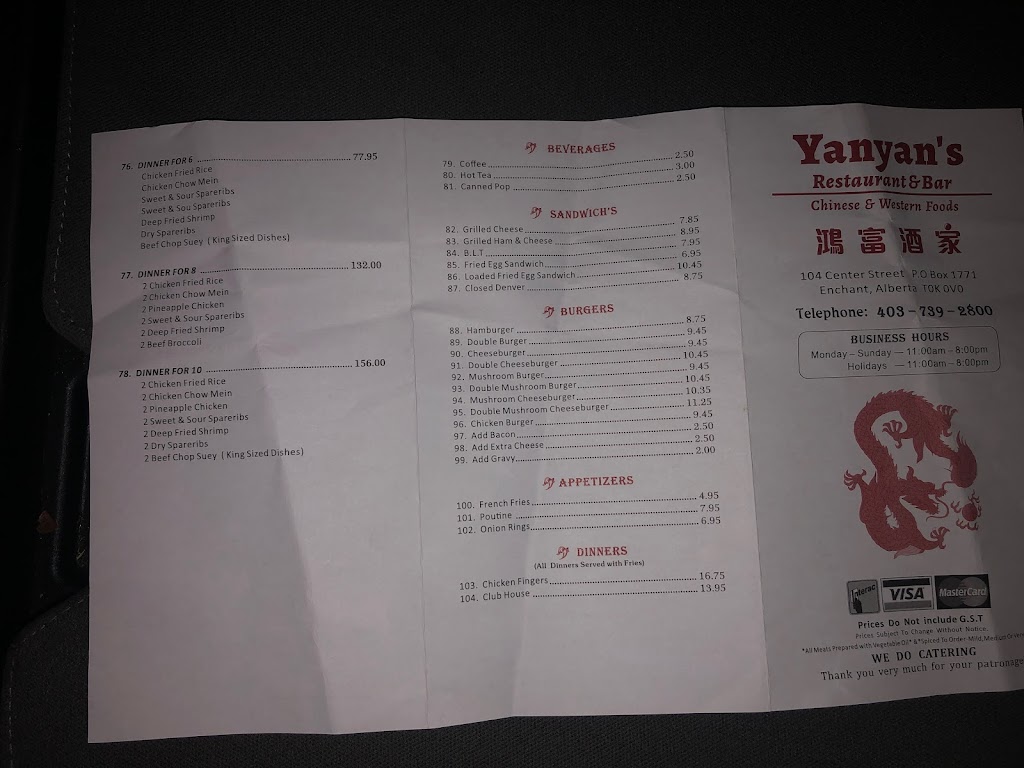 76. DINNER FOR 6 ........ 77.95
Chicken Fried Rice
Chicken Chow Mein
Sweet & Sour Spareribs
Sweet & Sou Spareribs
Deep Fried Shrimp
Dry Spareribs
Beef Chop Suey ( King Sized Dishes)
77. DINNER FOR 8 ........ 132.00
2 Chicken Fried Rice
2 Chicken Chow Mein
2 Pineapple Chicken
2 Sweet & Sour Spareribs
2 Deep Fried Shrimp
2 Beef Broccoli
78. DINNER FOR 10 ........ 156.00
2 Chicken Fried Rice
2 Chicken Chow Mein
2 Pineapple Chicken
2 Sweet & Sour Spareribs
2 Deep Fried Shrimp
2 Dry Spareribs
2 Beef Chop Suey ( King Sized Dishes)
BEVERAGES
79. Coffee ........ 2.50
80. Hot Tea ........ 3.00
81. Canned Pop ........ 2.50
SANDWICH'S
82. Grilled Cheese ........ 7.85
83. Grilled Ham & Cheese ........ 8.95
84. B.L.T ........ 7.95
85. Fried Egg Sandwich ........ 6.95
86. Loaded Fried Egg Sandwich ........ 10.45
87. Closed Denver ........ 8.75
BURGERS
88. Hamburger ........ 8.75
89. Double Burger ........ 9.45
90. Cheeseburger ........ 9.45
91. Double Cheeseburger ........ 10.45
92. Mushroom Burger ........ 9.45
93. Double Mushroom Burger ........ 10.45
94. Mushroom Cheeseburger ........ 10.35
95. Double Mushroom Cheeseburger ........ 11.25
96. Chicken Burger ........ 9.45
97. Add Bacon ........ 2.50
98. Add Extra Cheese ........ 2.50
99. Add Gravy ........ 2.00
APPETIZERS
100. French Fries ........ 4.95
101. Poutine ........ 7.95
102. Onion Rings ........ 6.95
DINNERS
(All Dinners Served with Fries)
103. Chicken Fingers ........ 16.75
104. Club House ........ 13.95
Yanyan's
Restaurant & Bar
Chinese & Western Foods
鴻富酒家
104 Center Street P.O Box 1771
Enchant, Alberta T0K 0V0
Telephone: 403-739-2800
BUSINESS HOURS
Monday – Sunday — 11:00am – 8:00pm
Holidays — 11:00am – 8:00pm
Interac VISA MasterCard
Prices Do Not include G.S.T
Prices Subject To Change Without Notice.
*All Meats Prepared with Vegetable Oil* &*Spiced To Order-Mild, Medium Or
WE DO CATERING
Thank you very much for your patronage